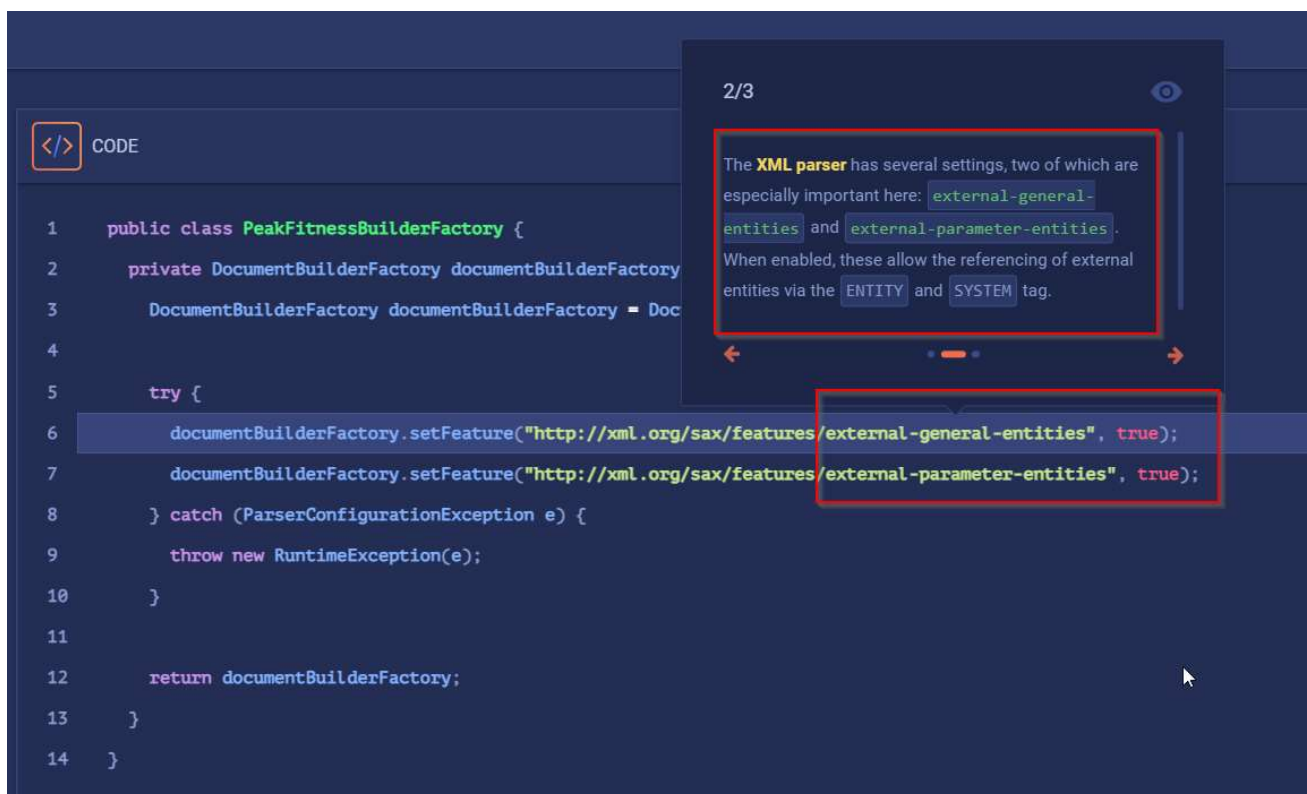 2/3
The XML parser has several settings, two of which are
especially important here: external-general-
entities and external-parameter-entities.
When enabled, these allow the referencing of external
entities via the ENTITY and SYSTEM tag.
</> CODE
1 public class PeakFitnessBuilderFactory {
2 private DocumentBuilderFactory documentBuilderFactory
3 DocumentBuilderFactory documentBuilderFactory = Doc
4
5 try {
6 documentBuilderFactory.setFeature("http://xml.org/sax/features/external-general-entities", true);
7 documentBuilderFactory.setFeature("http://xml.org/sax/features/external-parameter-entities", true);
8 } catch (ParserConfigurationException e) {
9 throw new RuntimeException(e);
10 }
11
12 return documentBuilderFactory;
13 }
14 }